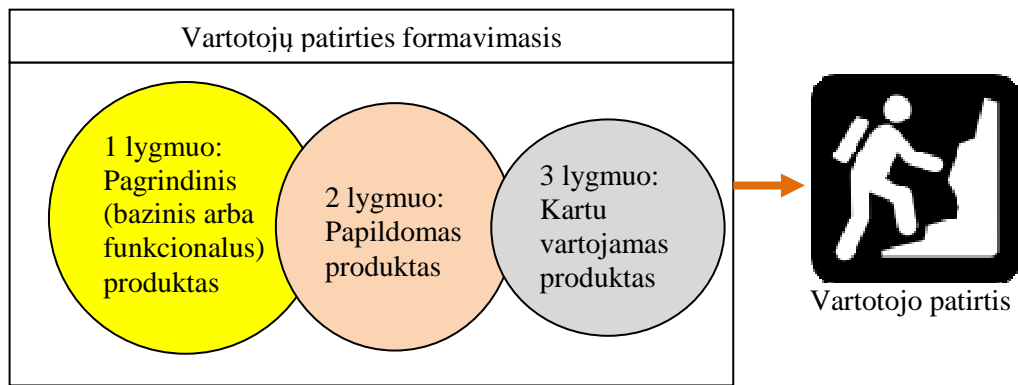 Vartotojų patirties formavimasis
1 lygmuo:
Pagrindinis
(bazinis arba
funkcionalus)
produktas
2 lygmuo:
Papildomas
produktas
3 lygmuo:
Kartu
vartojamas
produktas
Vartotojo patirtis